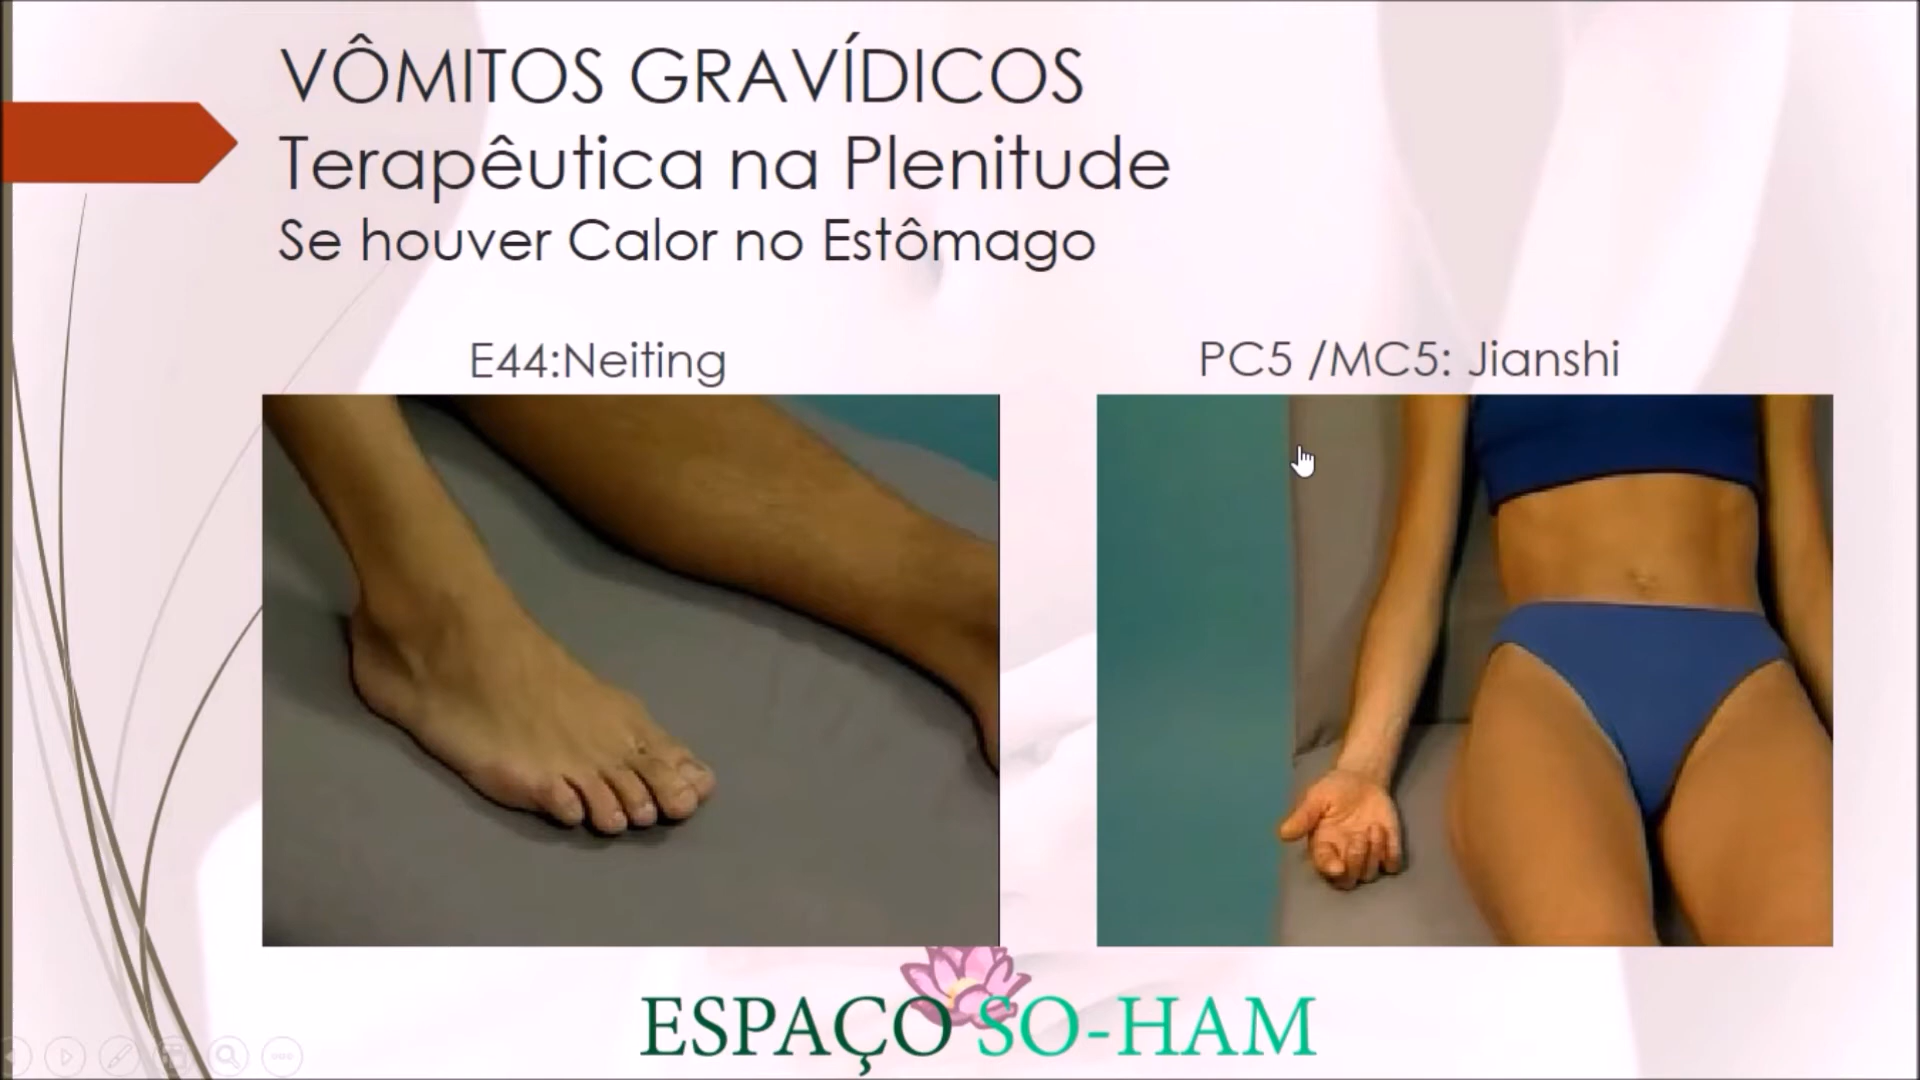 VÔMITOS GRAVÍDICOS
Terapêutica na Plenitude
Se houver Calor no Estômago
E44:Neiting
PC5 /MC5: Jianshi
ESPAÇO SO-HAM